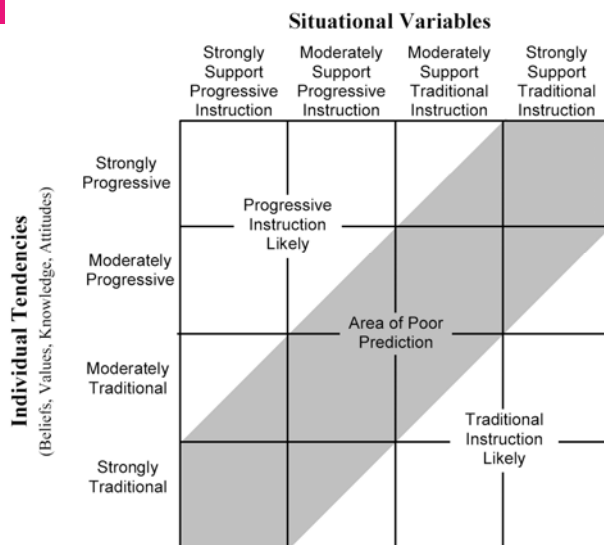 Situational Variables
Strongly
Support
Progressive
Instruction
Moderately
Support
Progressive
Instruction
Moderately
Support
Traditional
Instruction
Strongly
Support
Traditional
Instruction
Individual Tendencies
(Beliefs, Values, Knowledge, Attitudes)
Strongly
Progressive
Moderately
Progressive
Moderately
Traditional
Strongly
Traditional
Progressive
Instruction
Likely
Area of Poor
Prediction
Traditional
Instruction
Likely